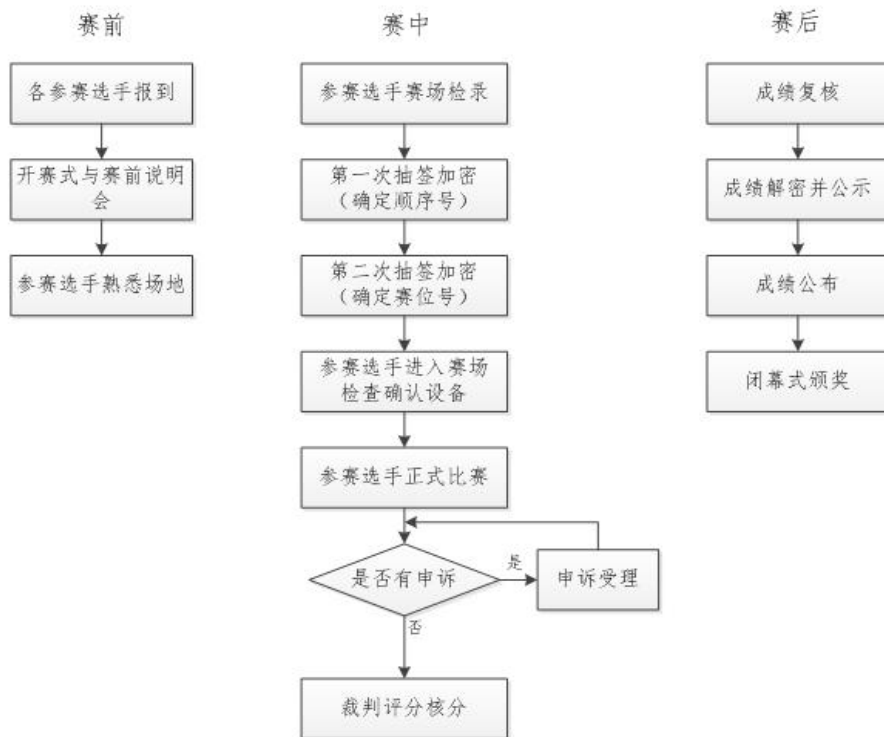 赛前
各参赛选手报到
开赛式与赛前说明
会
参赛选手熟悉场地
赛中
参赛选手赛场检录
第一次抽签加密
（确定顺序号）
第二次抽签加密
（确定赛位号）
参赛选手进入赛场
检查确认设备
参赛选手正式比赛
是否有申诉
是
申诉受理
否
裁判评分核分
赛后
成绩复核
成绩解密并公示
成绩公布
闭幕式颁奖